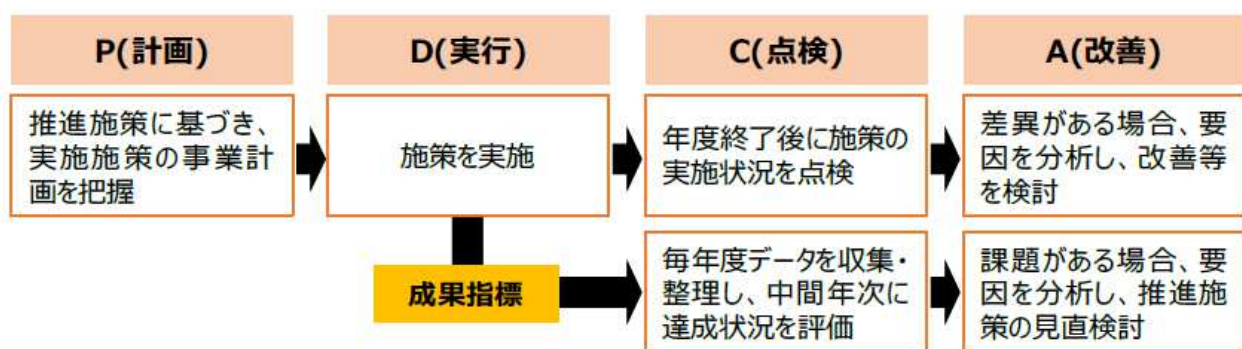 P(計画)
D(実行)
C(点検)
A(改善)
推進施策に基づき、
実施施策の事業計
画を把握
施策を実施
年度終了後に施策の
実施状況を点検
差異がある場合、要
因を分析し、改善等
を検討
成果指標
毎年度データを収集・
整理し、中間年次に
達成状況を評価
課題がある場合、要
因を分析し、推進施
策の見直検討